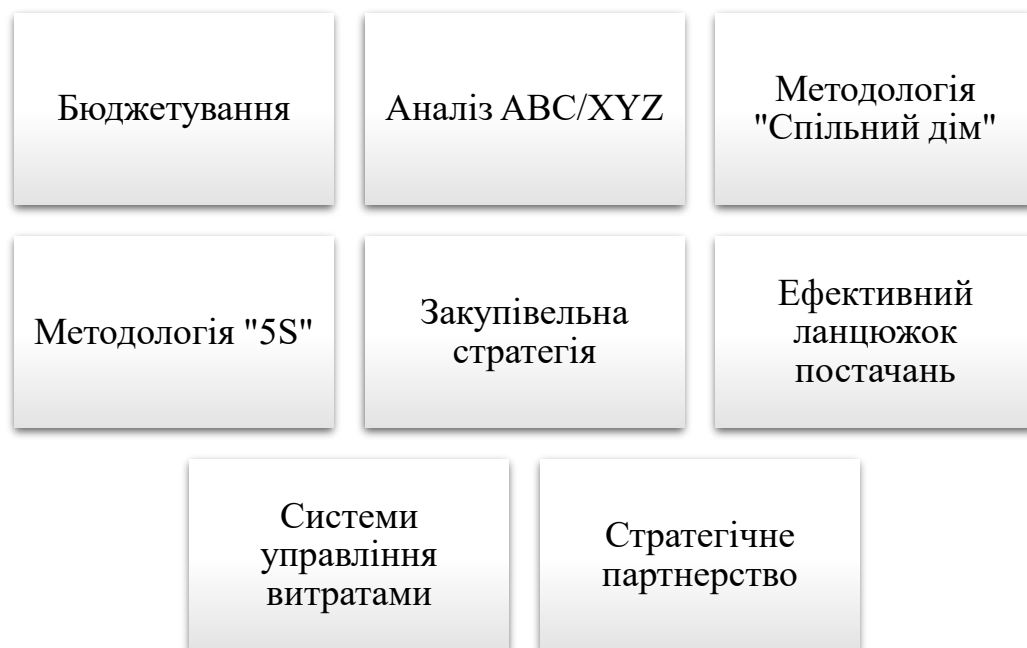 Бюджетування
Аналіз ABC/XYZ
Методологія
"Спільний дім"
Методологія "5S"
Закупівельна
стратегія
Ефективний
ланцюжок
постачань
Системи
управління
витратами
Стратегічне
партнерство